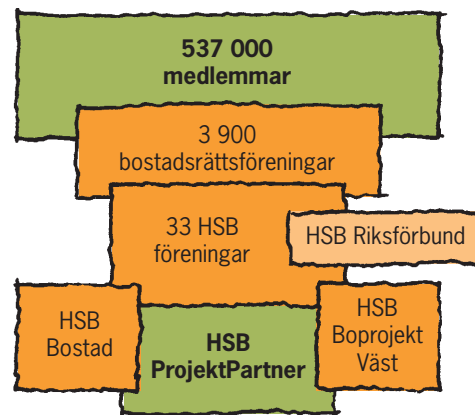 537 000
medlemmar
3 900
bostadsrättsföreningar
33 HSB
föreningar
HSB Riksförbund
HSB
Bostad
HSB
ProjektPartner
HSB
Boprojekt
Väst